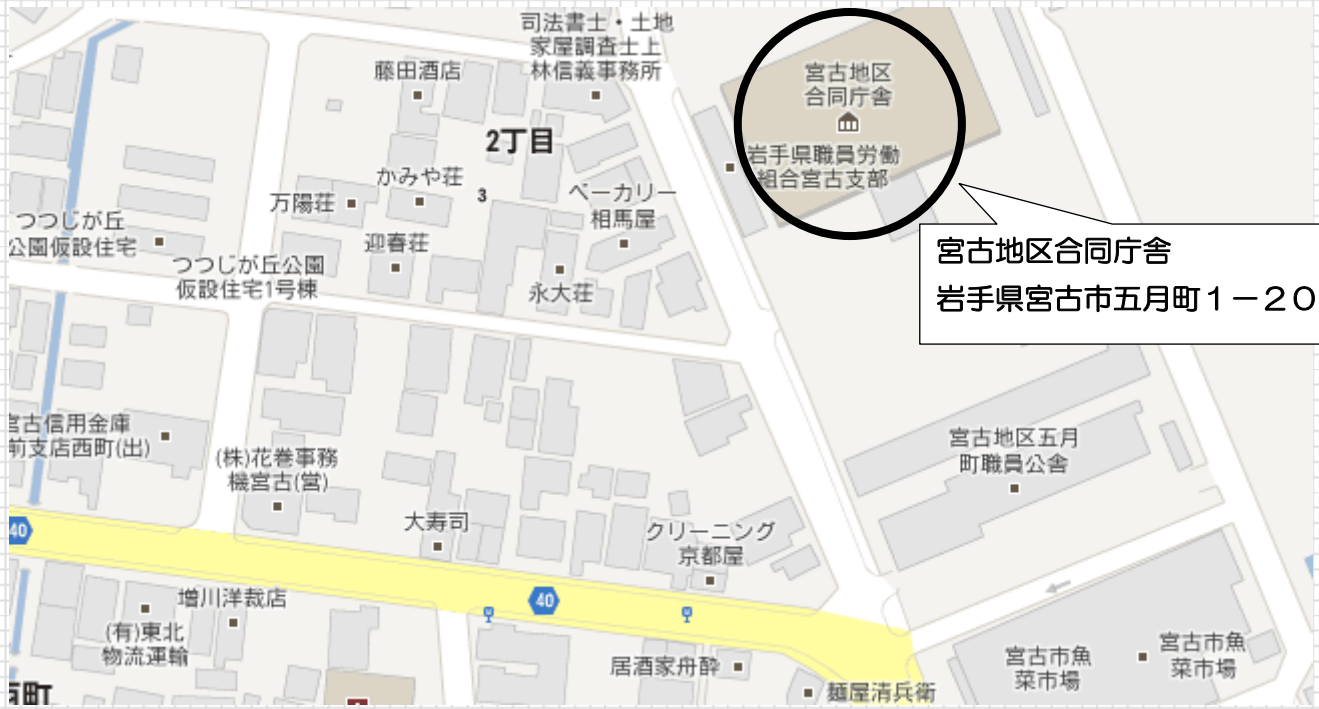 司法書士・土地
家屋調査士上
林信義事務所
藤田酒店
2丁目
宮古地区
合同庁舎
岩手県職員労働
組合宮古支部
かみや荘
3
万陽荘
ベーカリー
相馬屋
つつじが丘
公園仮設住宅
迎春荘
つつじが丘公園
仮設住宅1号棟
永大荘
宮古地区合同庁舎
岩手県宮古市五月町1－20
宮古信用金庫
前支店西町(出)
(株)花巻事務
機宮古(営)
宮古地区五月
町職員公舎
大寿司
クリーニング
京都屋
40
40
増川洋裁店
(有)東北
物流運輸
居酒家舟酔
麺屋清兵衛
宮古市魚
菜市場
宮古市魚
菜市場
町